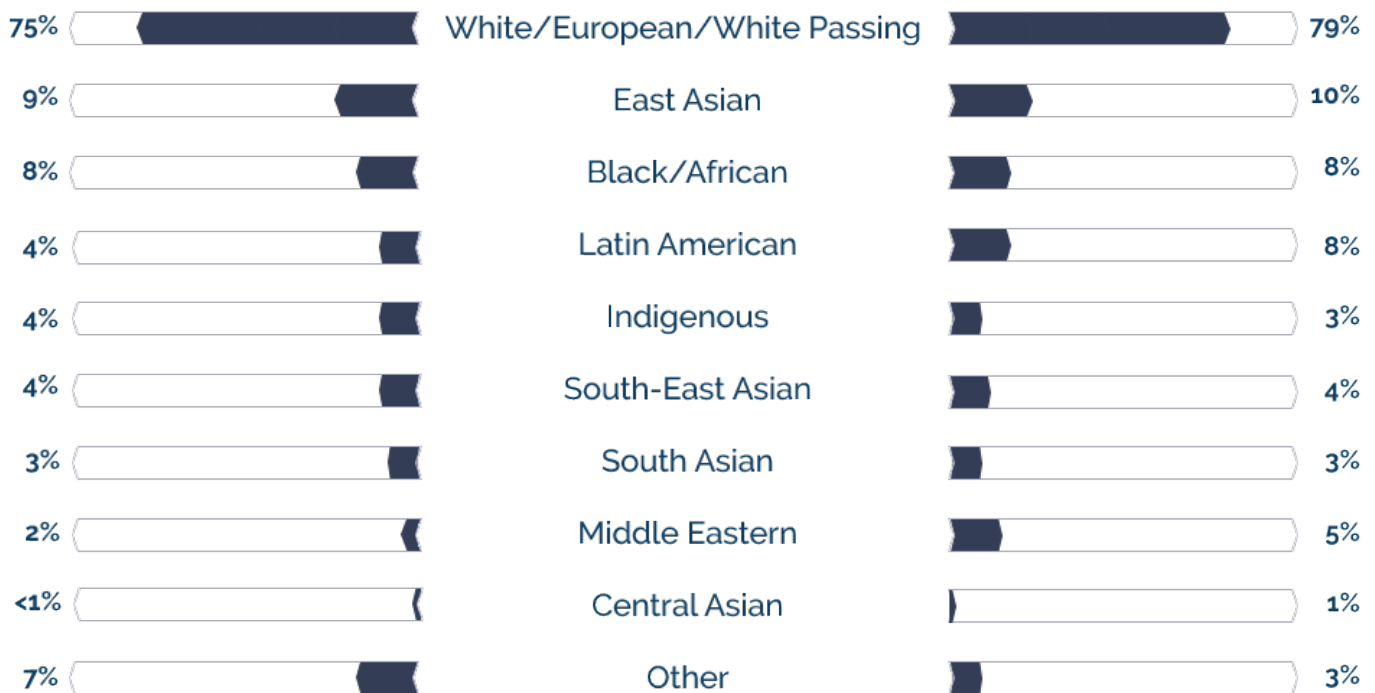 75% White/European/White Passing 79%
9% East Asian 10%
8% Black/African 8%
4% Latin American 8%
4% Indigenous 3%
4% South-East Asian 4%
3% South Asian 3%
2% Middle Eastern 5%
<1% Central Asian 1%
7% Other 3%